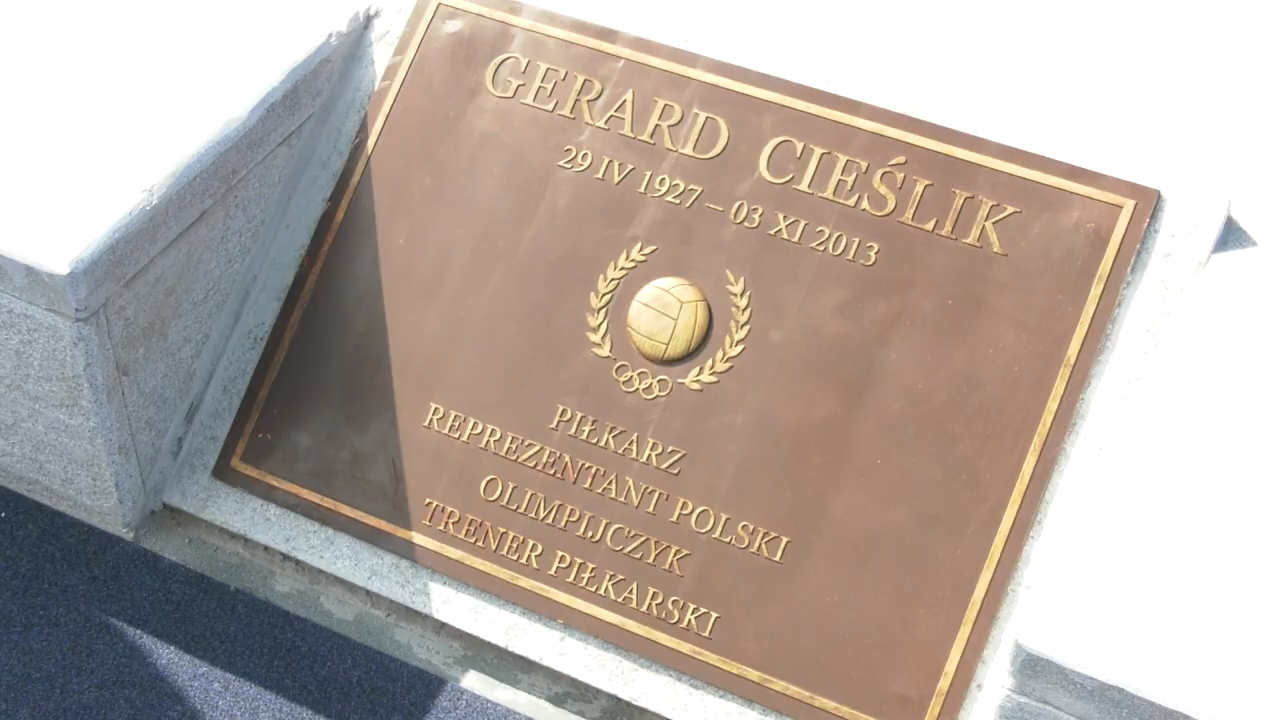 GERARD CIEŚLIK
29 IV 1927 – 03 XI 2013
PIŁKARZ
REPREZENTANT POLSKI
OLIMPIJCZYK
TRENER PIŁKARSKI